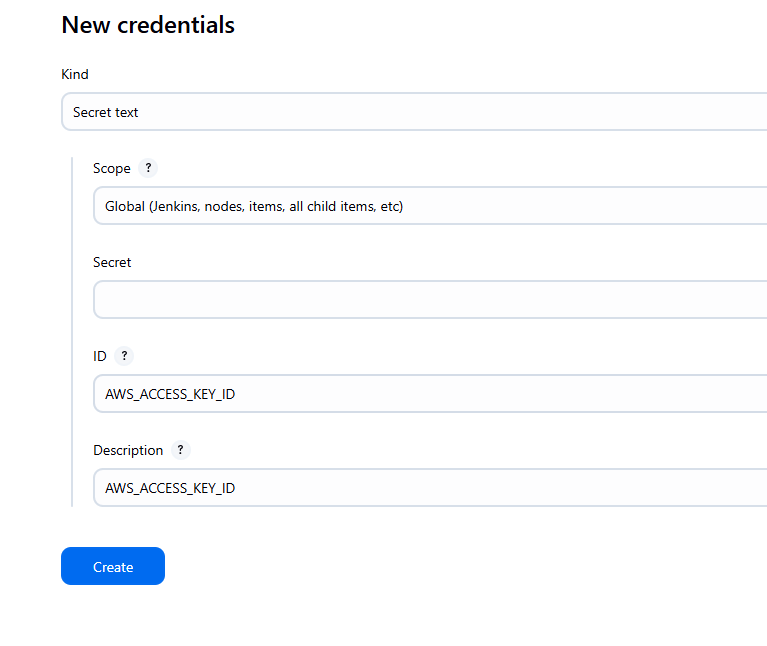 New credentials
Kind
Secret text
Scope ?
Global (Jenkins, nodes, items, all child items, etc)
Secret
ID ?
AWS_ACCESS_KEY_ID
Description ?
AWS_ACCESS_KEY_ID
Create